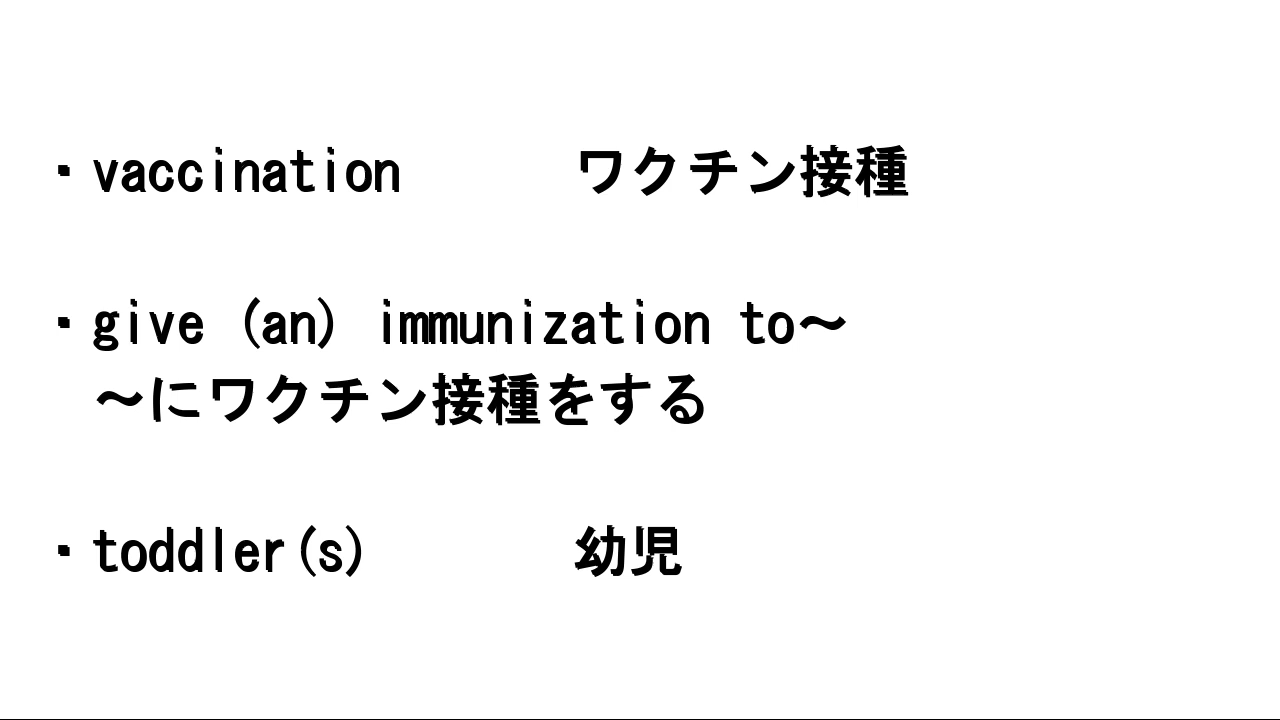 ・vaccination　　　ワクチン接種
・give (an) immunization to～
～にワクチン接種をする
・toddler(s)　　　　幼児